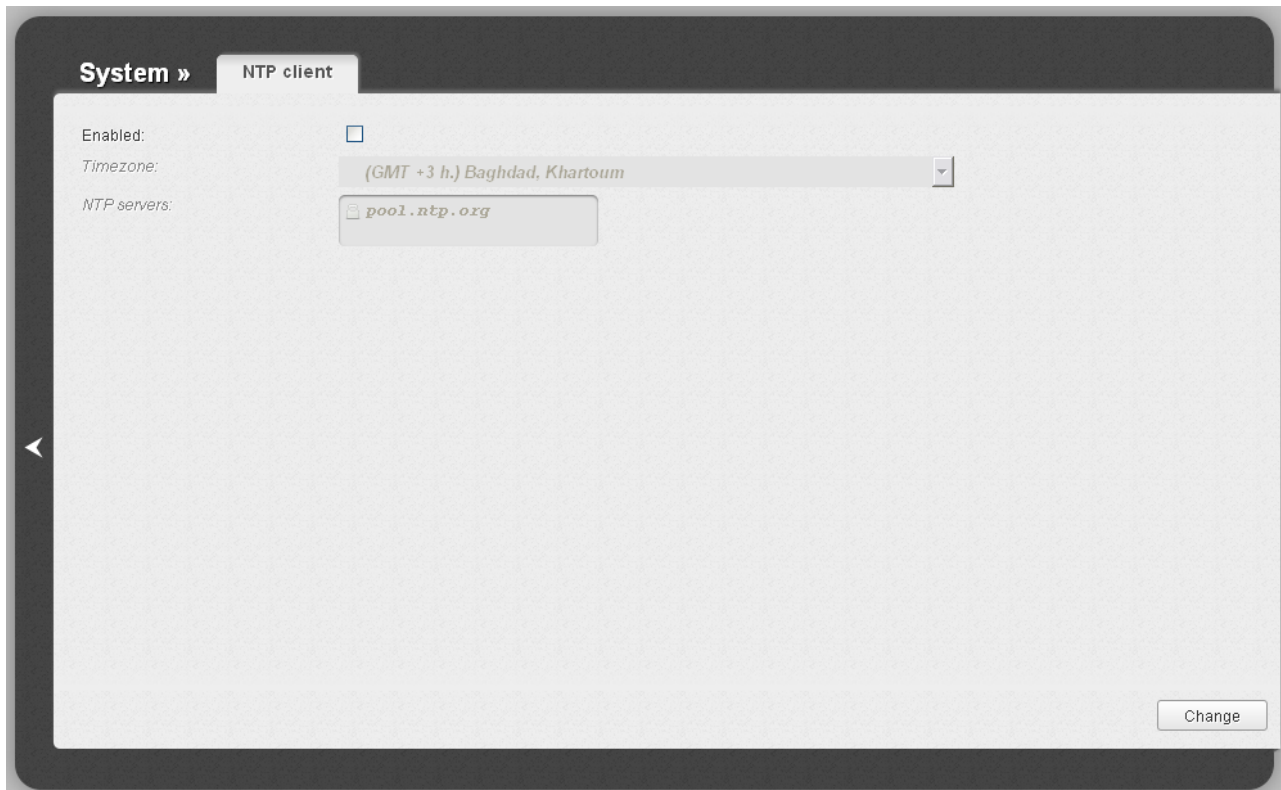 System »
NTP client
Enabled:
Timezone:
(GMT +3 h.) Baghdad, Khartoum
NTP servers:
pool.ntp.org
Change